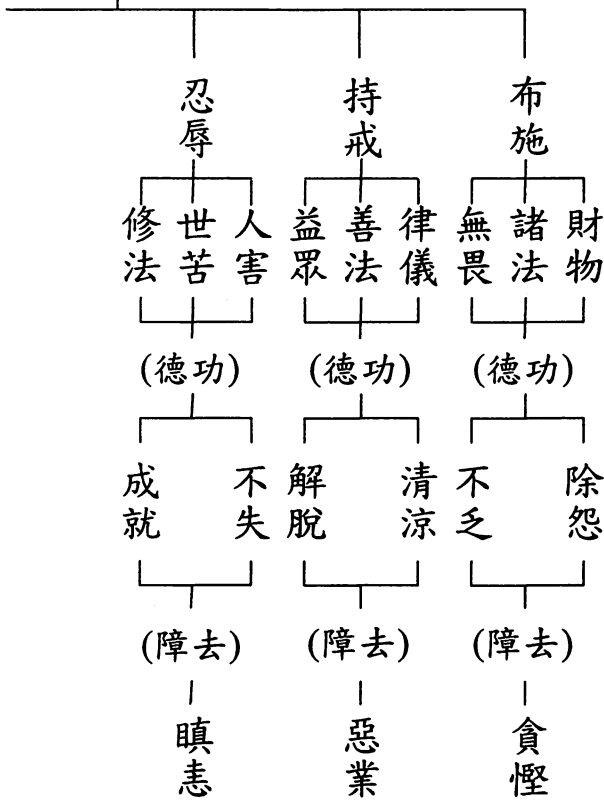 布施
財物
諸法
無畏
(功德)
除怨
不乏
(去障)
貪慳
持戒
律儀
善法
益眾
(功德)
清涼
解脫
(去障)
惡業
忍辱
人害
世苦
修法
(功德)
不失
成就
(去障)
瞋恚